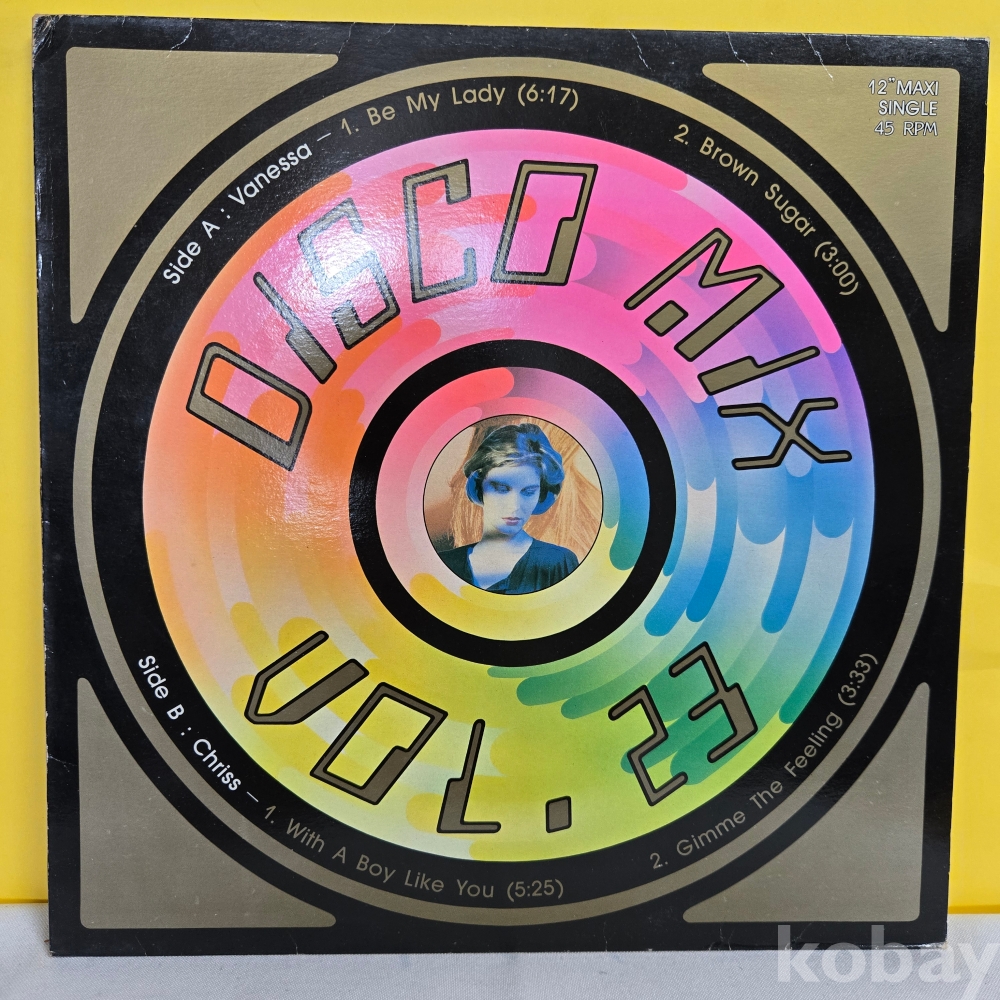 12" MAXI
SINGLE
45 RPM
Side A : Vanessa – 1. Be My Lady (6:17)
2. Brown Sugar (3:00)
DISCO MIX
VOL. 23
Side B : Chriss – 1. With A Boy Like You (5:25)
2. Gimme The Feeling (3:33)
kobay